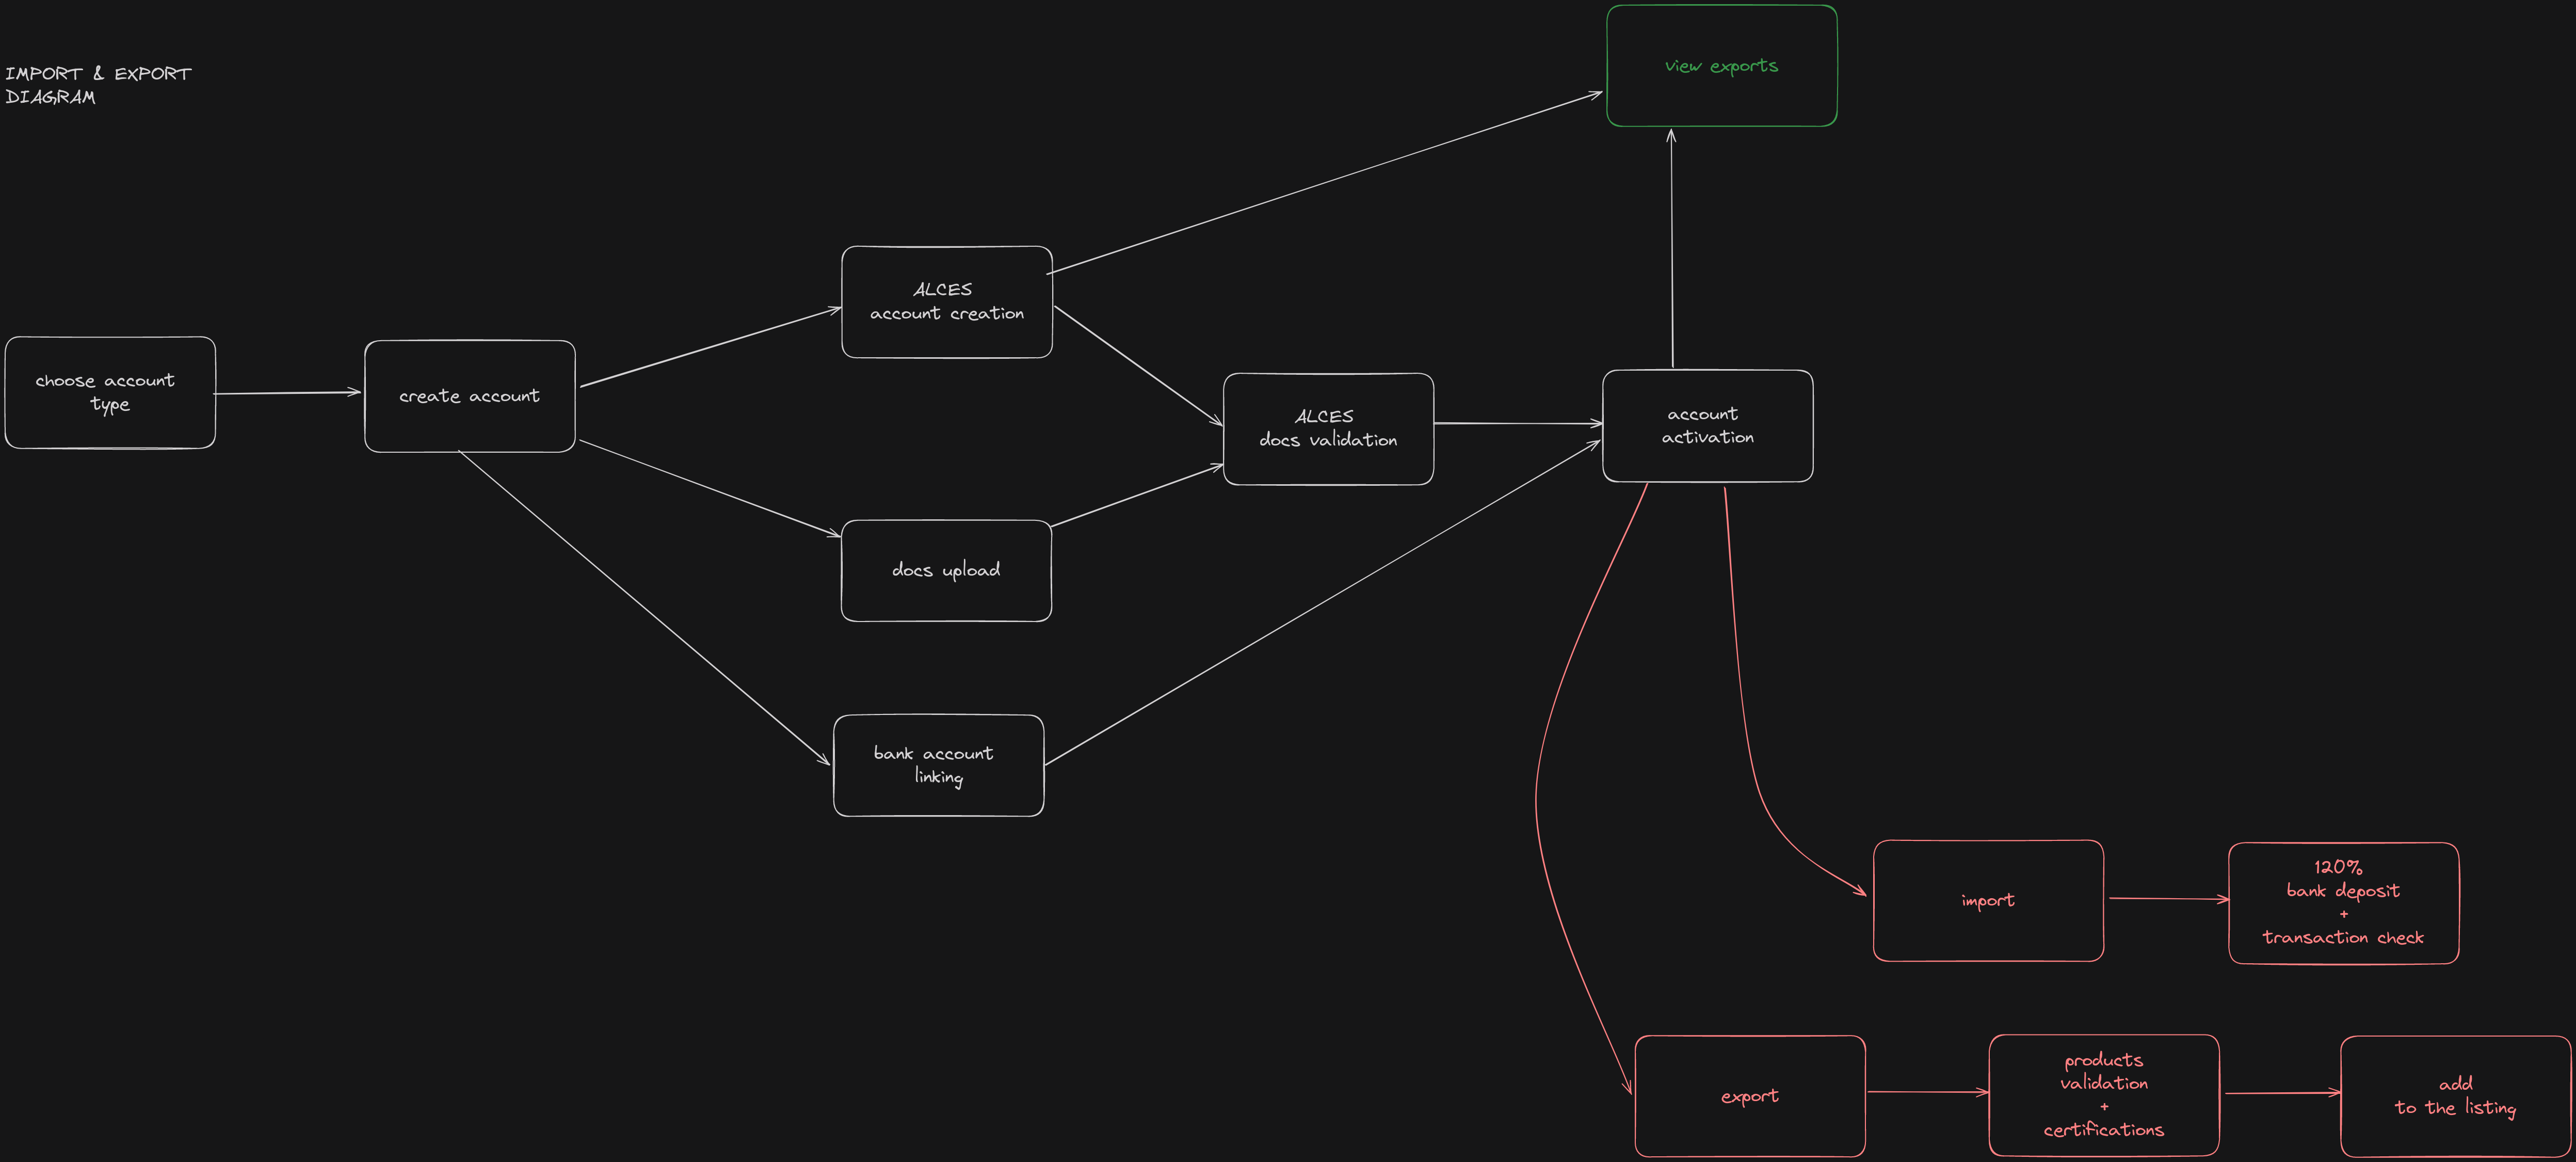 IMPORT & EXPORT
DIAGRAM
view exports
ALCES
account creation
choose account
type
create account
ALCES
docs validation
account
activation
docs upload
bank account
linking
import
120%
bank deposit
+
transaction check
export
products
validation
+
certifications
add
to the listing